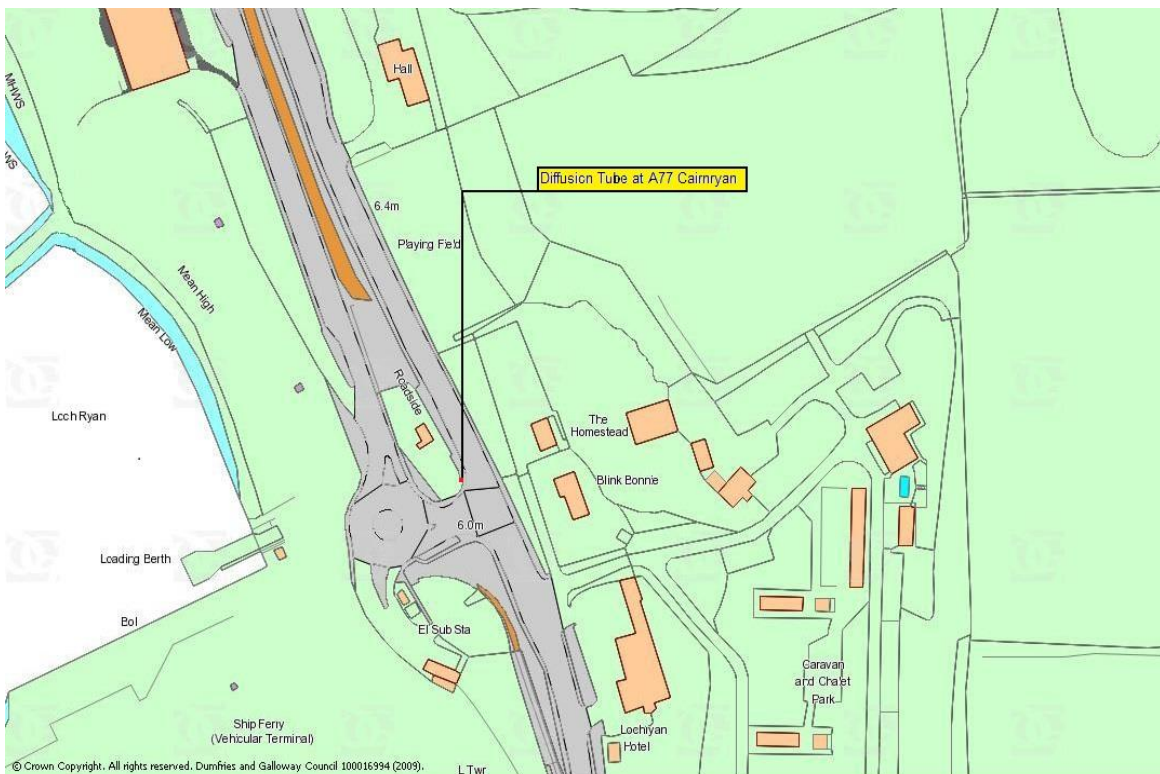 MHWS
WS
Hall
Diffusion Tube at A77 Cairnryan
6.4m
Playing Field
Mean High
Mean Low
Roadside
Loch Ryan
The
Homestead
Blink Bonnie
6.0m
Loading Berth
Bol
El Sub Sta
Caravan
and Chalet
Park
Ship Ferry
(Vehicular Terminal)
Lochryan
Hotel
L Twr
© Crown Copyright. All rights reserved. Dumfries and Galloway Council 100016994 (2009).